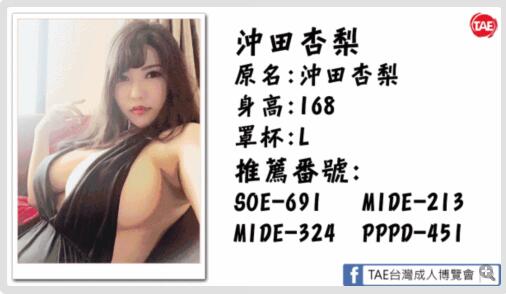 TAE
沖田杏梨
原名:沖田杏梨
身高:168
罩杯:L
推薦番號:
SOE-691 MIDE-213
MIDE-324 PPPD-451
f TAE台灣成人博覽會